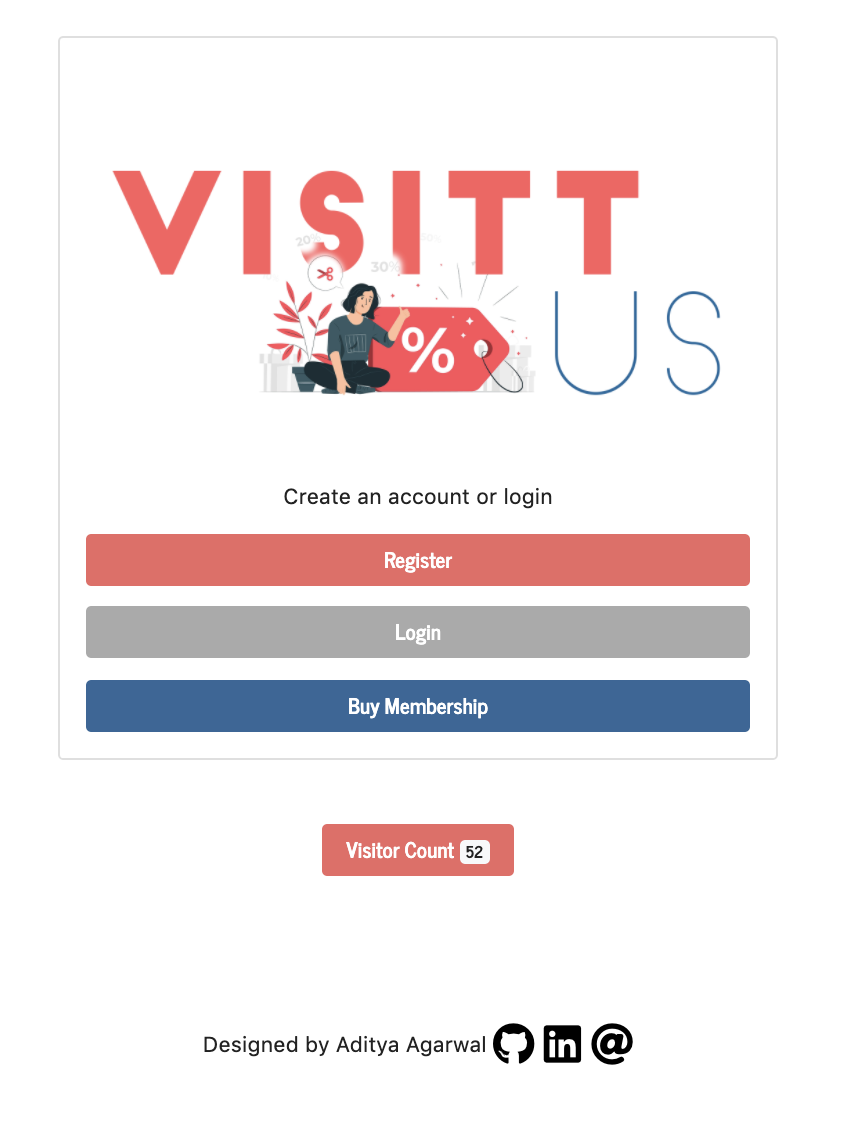 VISITT
20%
30%
50%
%
US
Create an account or login
Register
Login
Buy Membership
Visitor Count 52
Designed by Aditya Agarwal